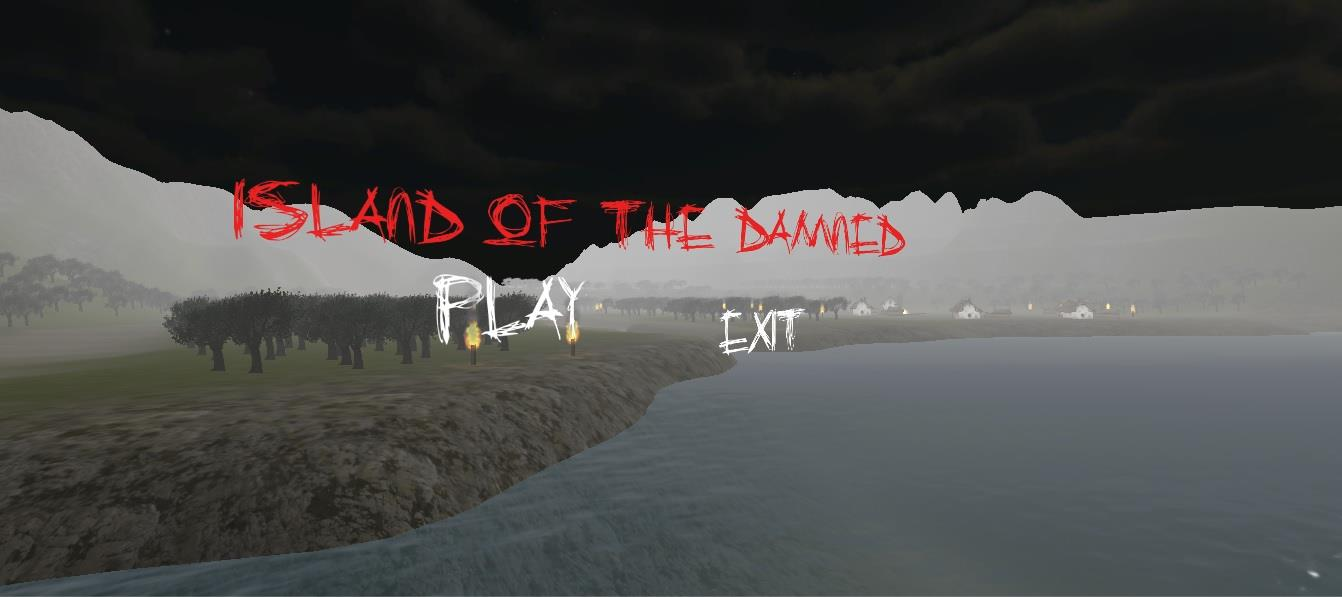 ISLAND OF THE DAMNED
PLAY
EXIT